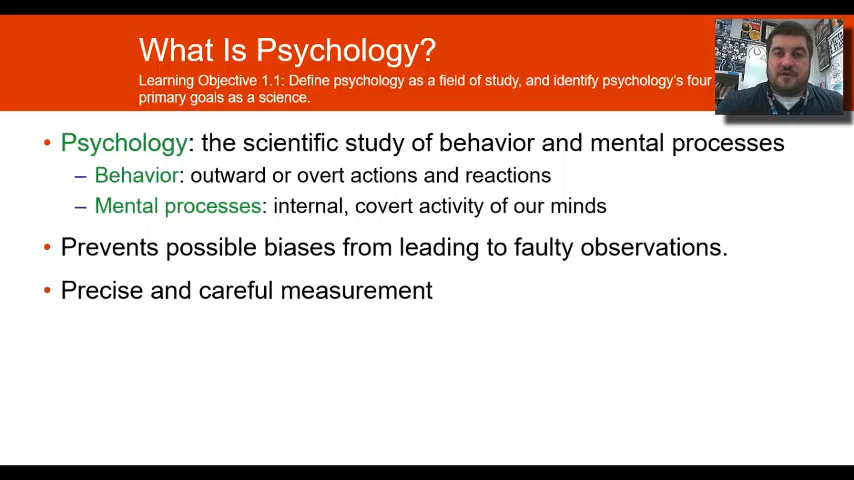 What Is Psychology?
Learning Objective 1.1: Define psychology as a field of study, and identify psychology's four
primary goals as a science.
• Psychology: the scientific study of behavior and mental processes
– Behavior: outward or overt actions and reactions
– Mental processes: internal, covert activity of our minds
• Prevents possible biases from leading to faulty observations.
• Precise and careful measurement